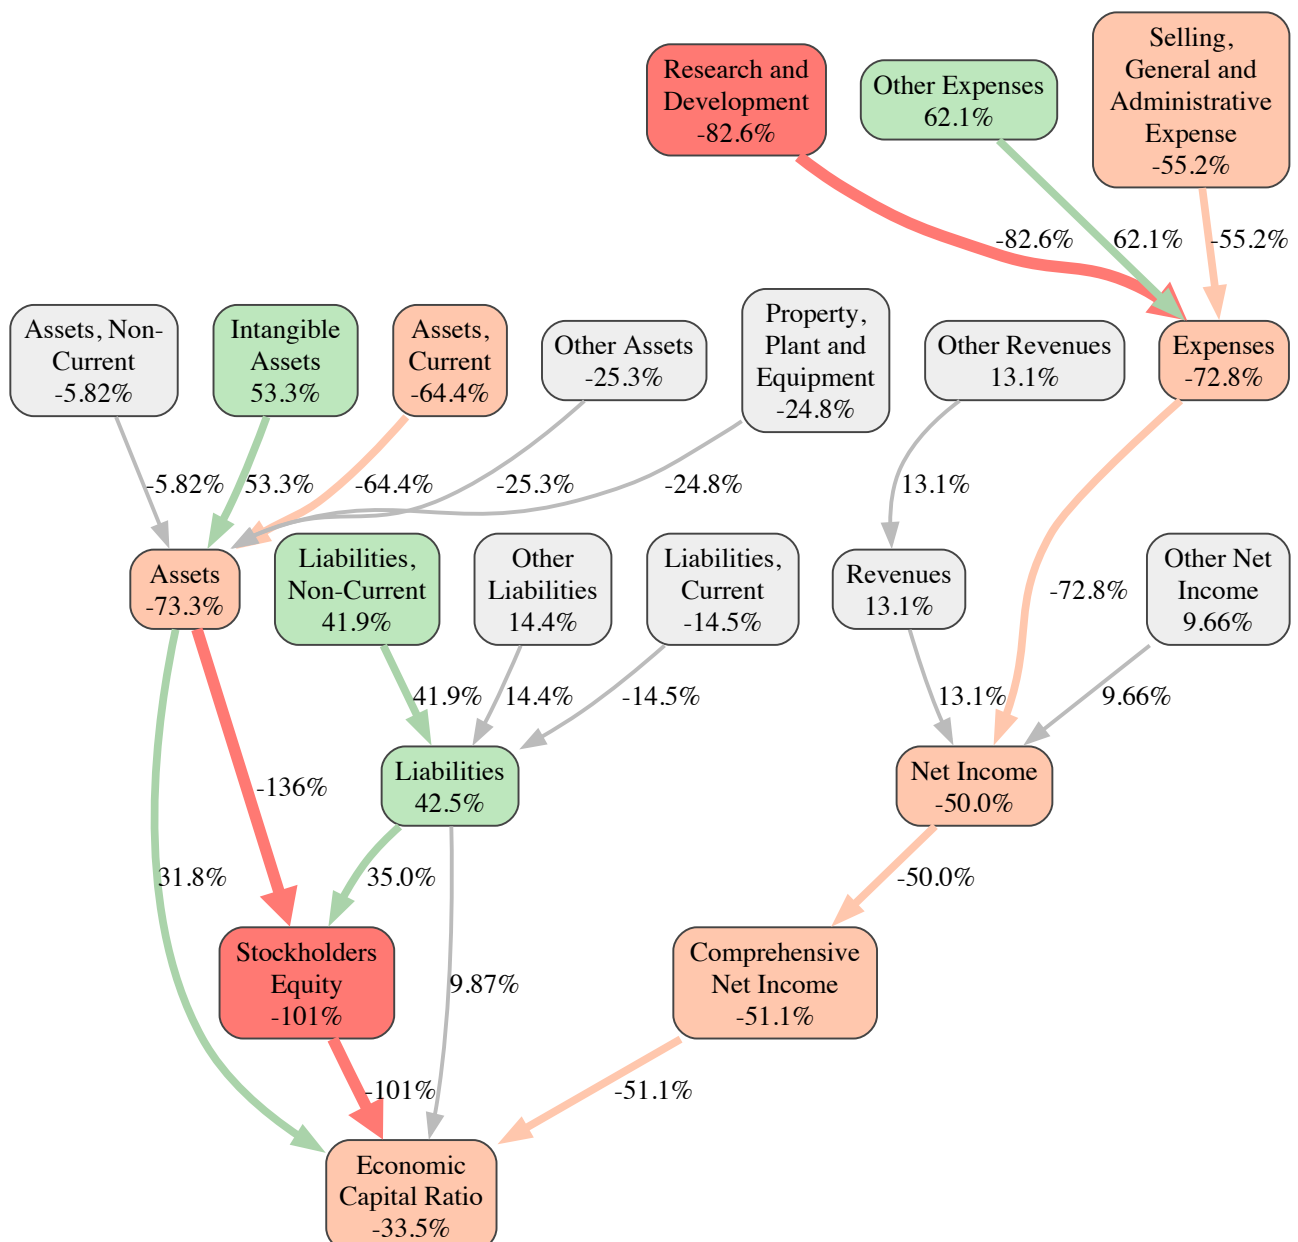 Selling,
General and
Administrative
Expense
-55.2%
Research and
Development
-82.6%
Other Expenses
62.1%
-82.6%
62.1%
-55.2%
Assets, Non-
Current
-5.82%
Intangible
Assets
53.3%
Assets,
Current
-64.4%
Other Assets
-25.3%
Property,
Plant and
Equipment
-24.8%
Other Revenues
13.1%
Expenses
-72.8%
-5.82%
53.3%
-64.4%
-25.3%
-24.8%
13.1%
Assets
-73.3%
Liabilities,
Non-Current
41.9%
Other
Liabilities
14.4%
Liabilities,
Current
-14.5%
Revenues
13.1%
-72.8%
Other Net
Income
9.66%
41.9%
14.4%
-14.5%
13.1%
9.66%
-136%
Liabilities
42.5%
Net Income
-50.0%
31.8%
35.0%
-50.0%
Stockholders
Equity
-101%
9.87%
Comprehensive
Net Income
-51.1%
-101%
-51.1%
Economic
Capital Ratio
-33.5%